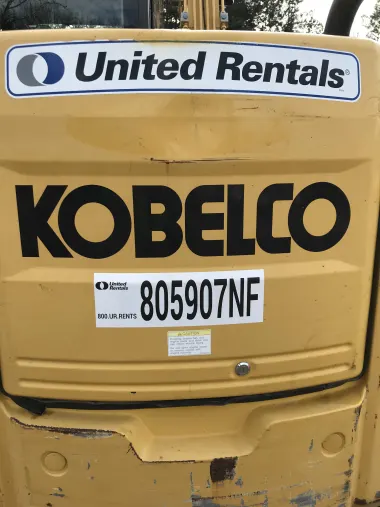 United Rentals®
KOBELCO
United
Rentals
800.UR.RENTS
805907NF